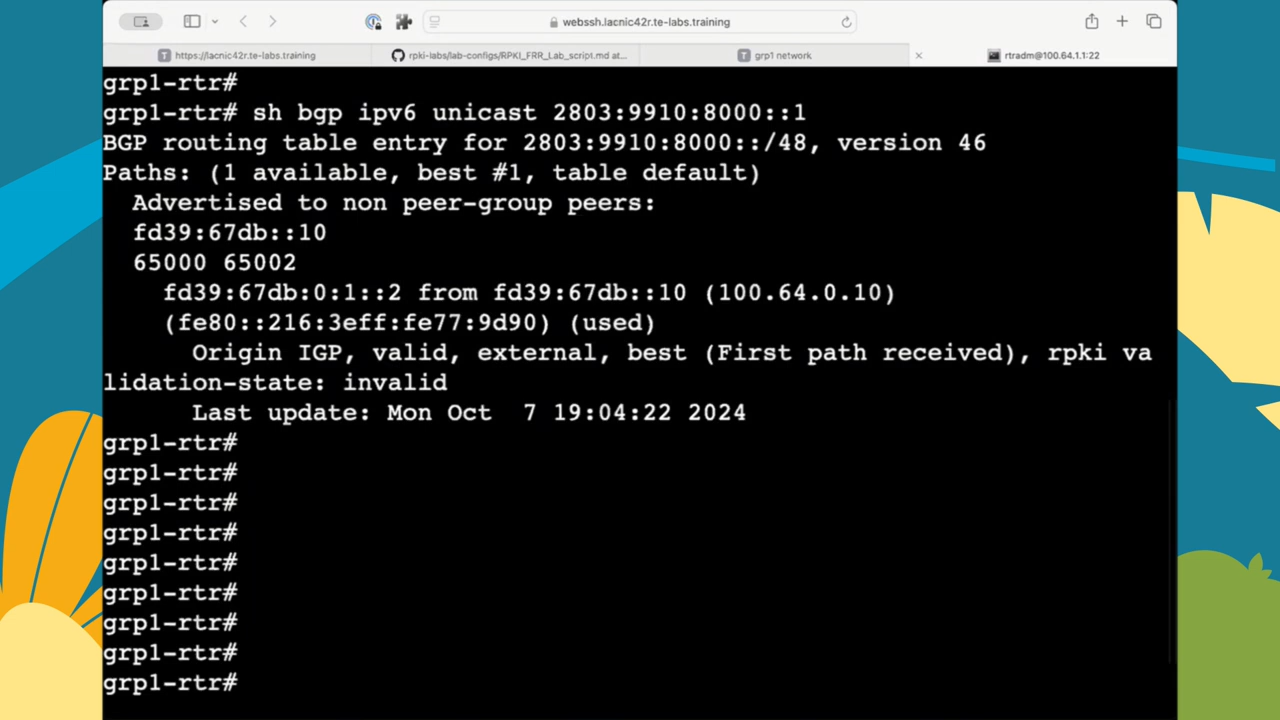 webssh.lacnic42r.te-labs.training
https://lacnic42r.te-labs.training
rpki-labs/lab-configs/RPKI_FRR_Lab_script.md at...
grp1 network
rtradm@100.64.1.1:22
grp1-rtr#
grp1-rtr# sh bgp ipv6 unicast 2803:9910:8000::1
BGP routing table entry for 2803:9910:8000::/48, version 46
Paths: (1 available, best #1, table default)
  Advertised to non peer-group peers:
  fd39:67db::10
  65000 65002
    fd39:67db:0:1::2 from fd39:67db::10 (100.64.0.10)
    (fe80::216:3eff:fe77:9d90) (used)
      Origin IGP, valid, external, best (First path received), rpki va
lidation-state: invalid
      Last update: Mon Oct  7 19:04:22 2024
grp1-rtr#
grp1-rtr#
grp1-rtr#
grp1-rtr#
grp1-rtr#
grp1-rtr#
grp1-rtr#
grp1-rtr#
grp1-rtr#